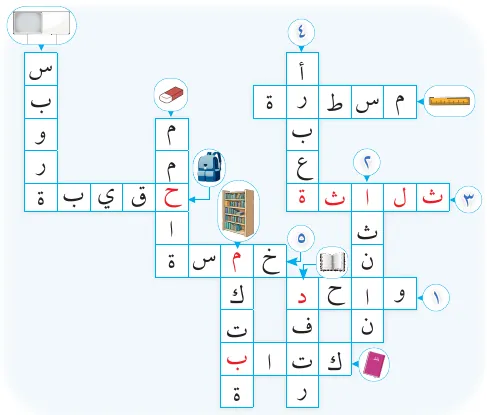 ٤
أ س
م س ط ر ة ب
ب م و
٢
ع م ر
٣ ث ل ا ث ة ح ق ي ب ة
ث ا
٥
ن خ م س ة
١ و ا ح د ك
ن ف ت
ك ت ا ب
ر ة